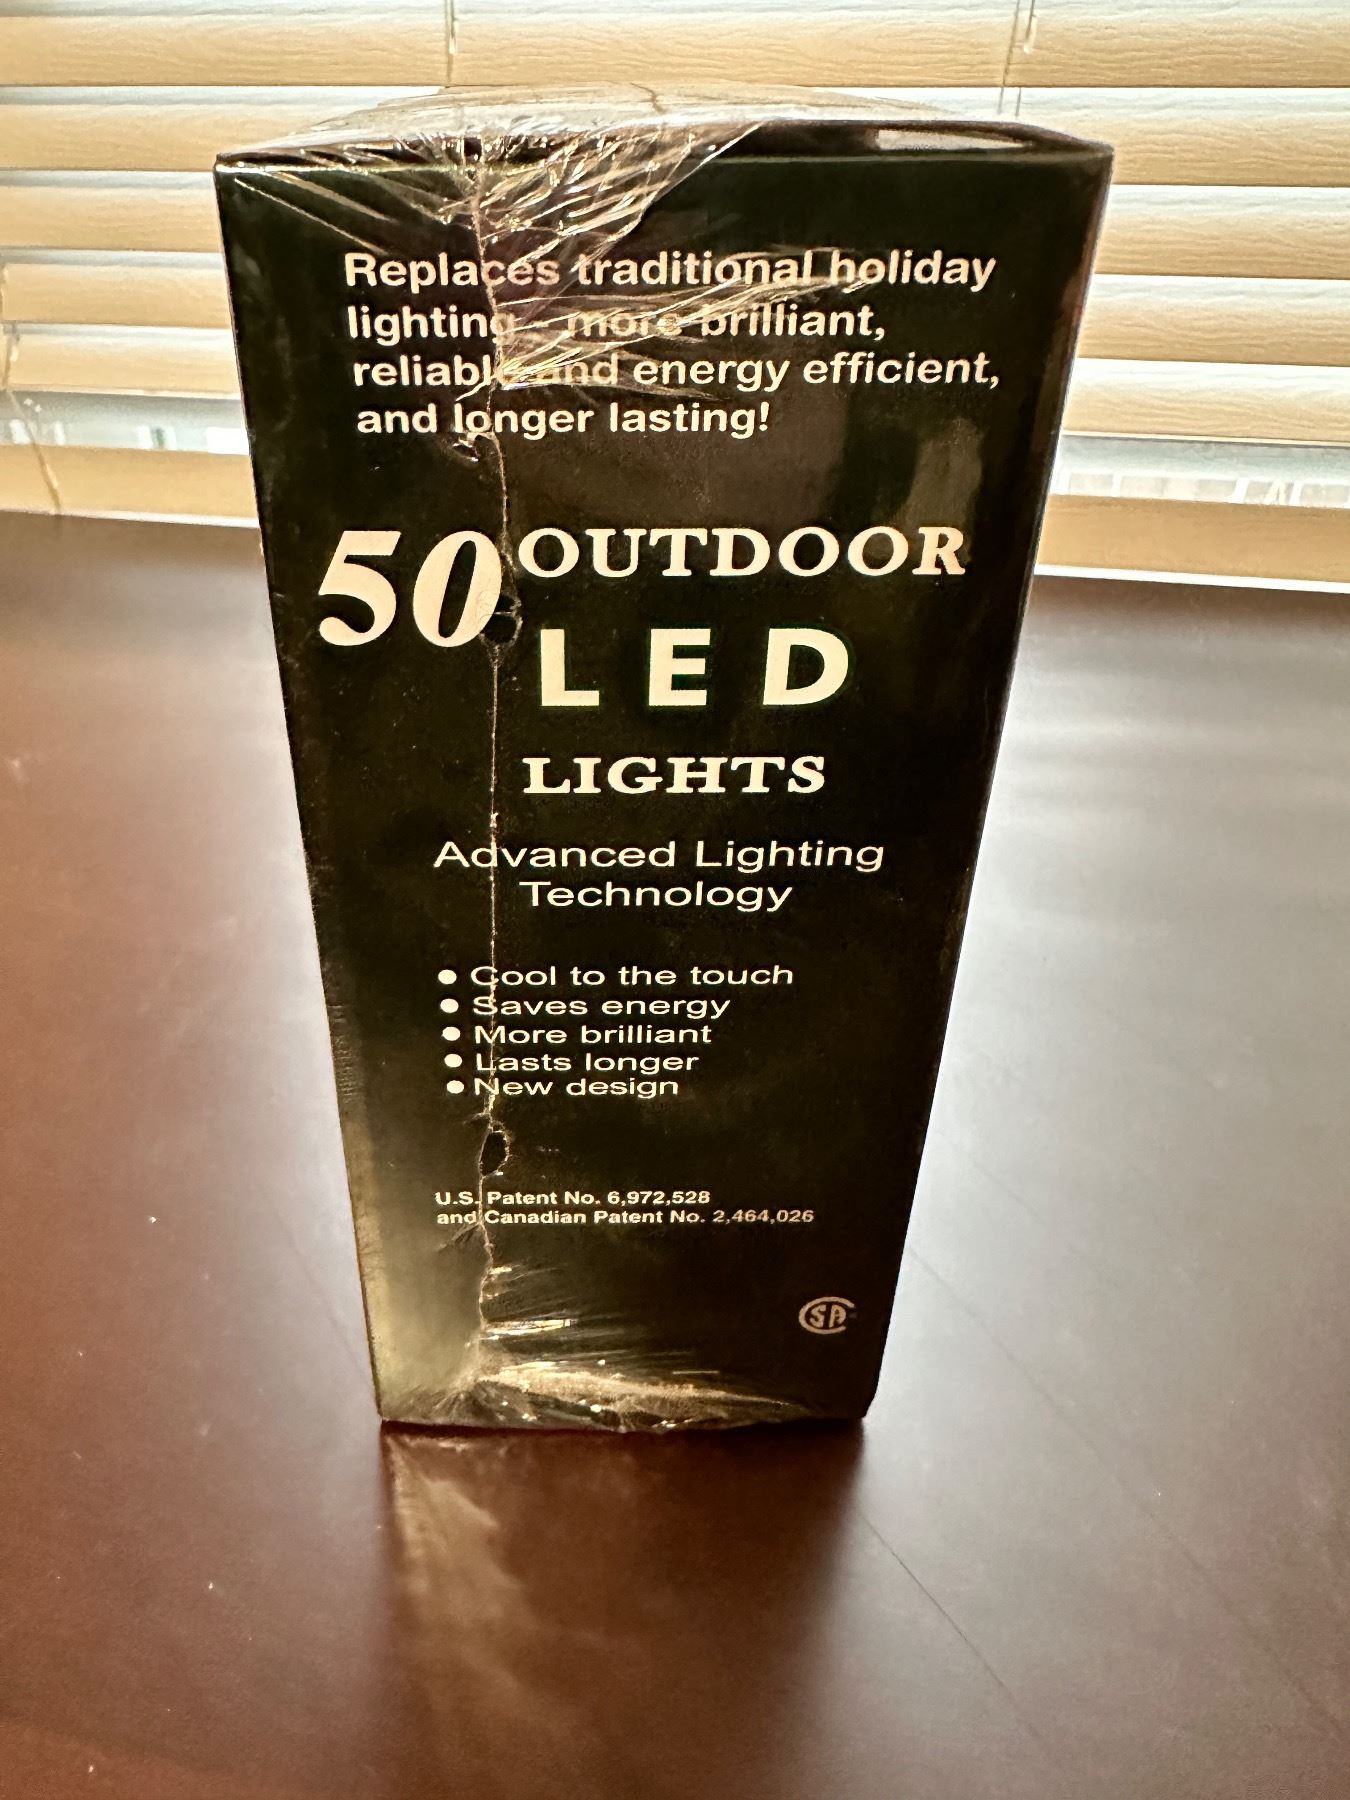 Replaces traditional holiday
lighting - more brilliant,
reliable and energy efficient,
and longer lasting!
50 OUTDOOR
LED
LIGHTS
Advanced Lighting
Technology
• Cool to the touch
• Saves energy
• More brilliant
• Lasts longer
• New design
U.S. Patent No. 6,972,528
and Canadian Patent No. 2,464,026
CSA